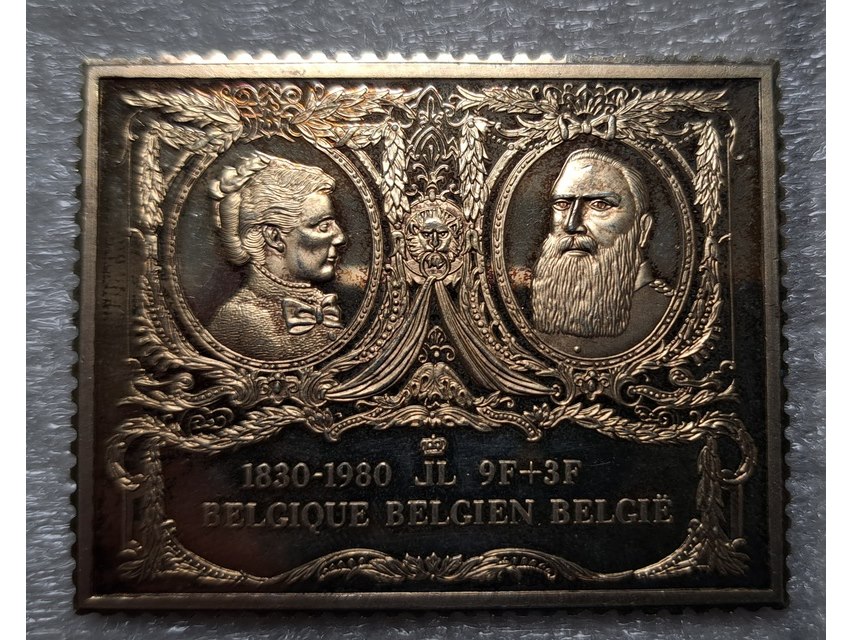 1830-1980 JL 9F+3F
BELGIQUE BELGIEN BELGIË